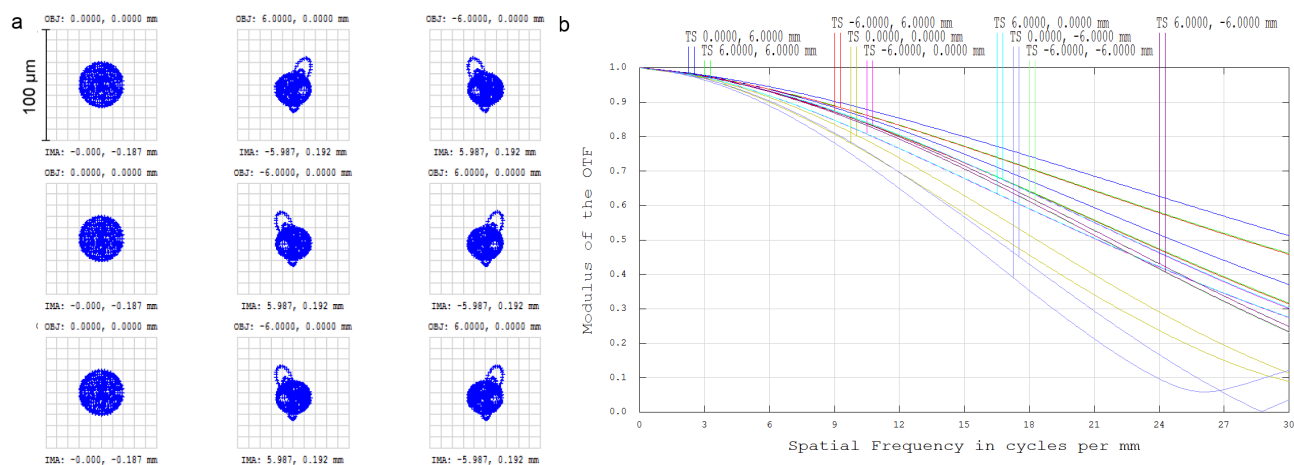 a
OBJ: 0.0000, 0.0000 mm
OBJ: 6.0000, 0.0000 mm
OBJ: -6.0000, 0.0000 mm
100 µm
IMA: -0.000, -0.187 mm
IMA: -5.987, 0.192 mm
IMA: 5.987, 0.192 mm
OBJ: 0.0000, 0.0000 mm
OBJ: -6.0000, 0.0000 mm
OBJ: 6.0000, 0.0000 mm
IMA: -0.000, -0.187 mm
IMA: 5.987, 0.192 mm
IMA: -5.987, 0.192 mm
OBJ: 0.0000, 0.0000 mm
OBJ: -6.0000, 0.0000 mm
OBJ: 6.0000, 0.0000 mm
IMA: -0.000, -0.187 mm
IMA: 5.987, 0.192 mm
IMA: -5.987, 0.192 mm
b
TS -6.0000, 6.0000 mm
TS 6.0000, 0.0000 mm
TS 6.0000, -6.0000 mm
TS 0.0000, 6.0000 mm
TS 0.0000, 0.0000 mm
TS 0.0000, -6.0000 mm
TS 6.0000, 6.0000 mm
TS -6.0000, 0.0000 mm
TS -6.0000, -6.0000 mm
1.0
0.9
0.8
0.7
0.6
0.5
0.4
0.3
0.2
0.1
0.0
Modulus of the OTF
0
3
6
9
12
15
18
21
24
27
30
Spatial Frequency in cycles per mm